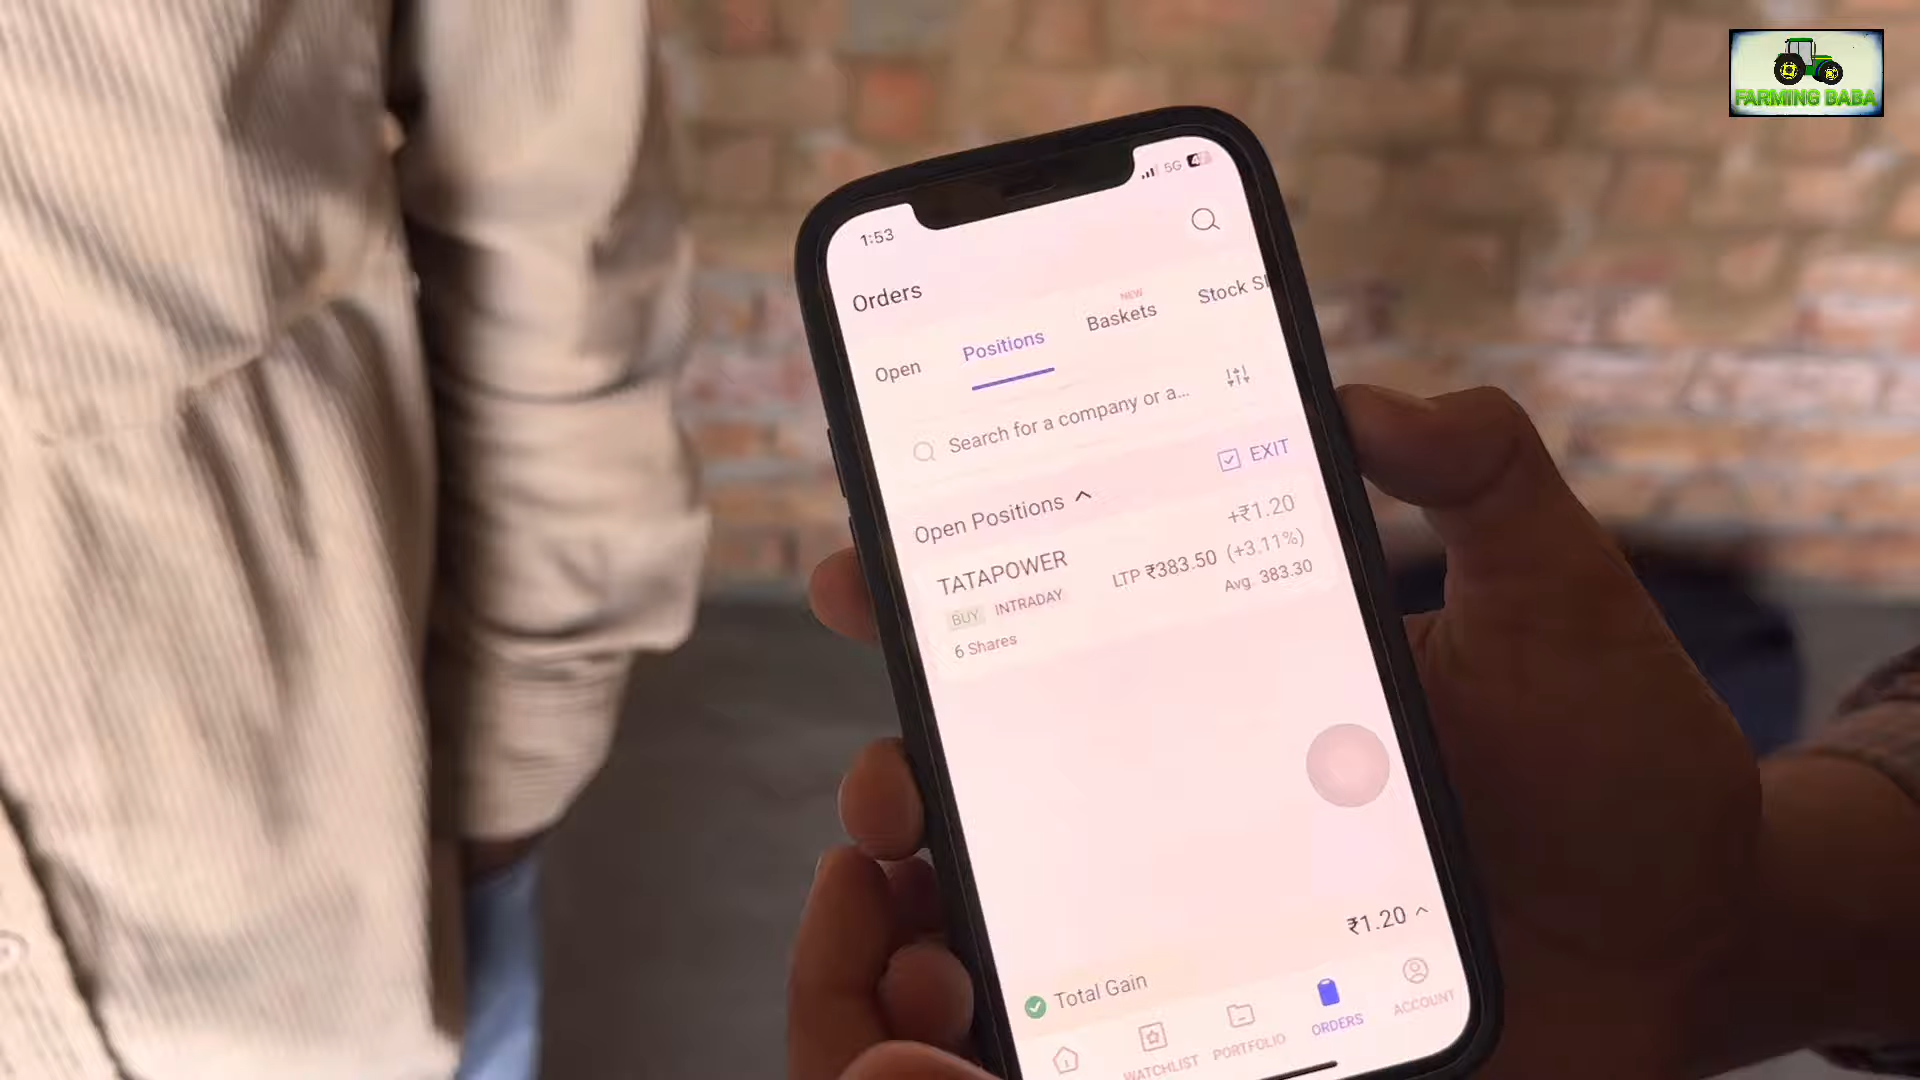 FARMING BABA
1:53
5G
Orders
Open
Positions
NEW
Baskets
Stock
Search for a company or a...
EXIT
Open Positions
TATAPOWER
+₹1.20
BUY INTRADAY
LTP ₹383.50 (+3.11%)
6 Shares
Avg. 383.30
₹1.20
Total Gain
WATCHLIST
PORTFOLIO
ORDERS
ACCOUNT